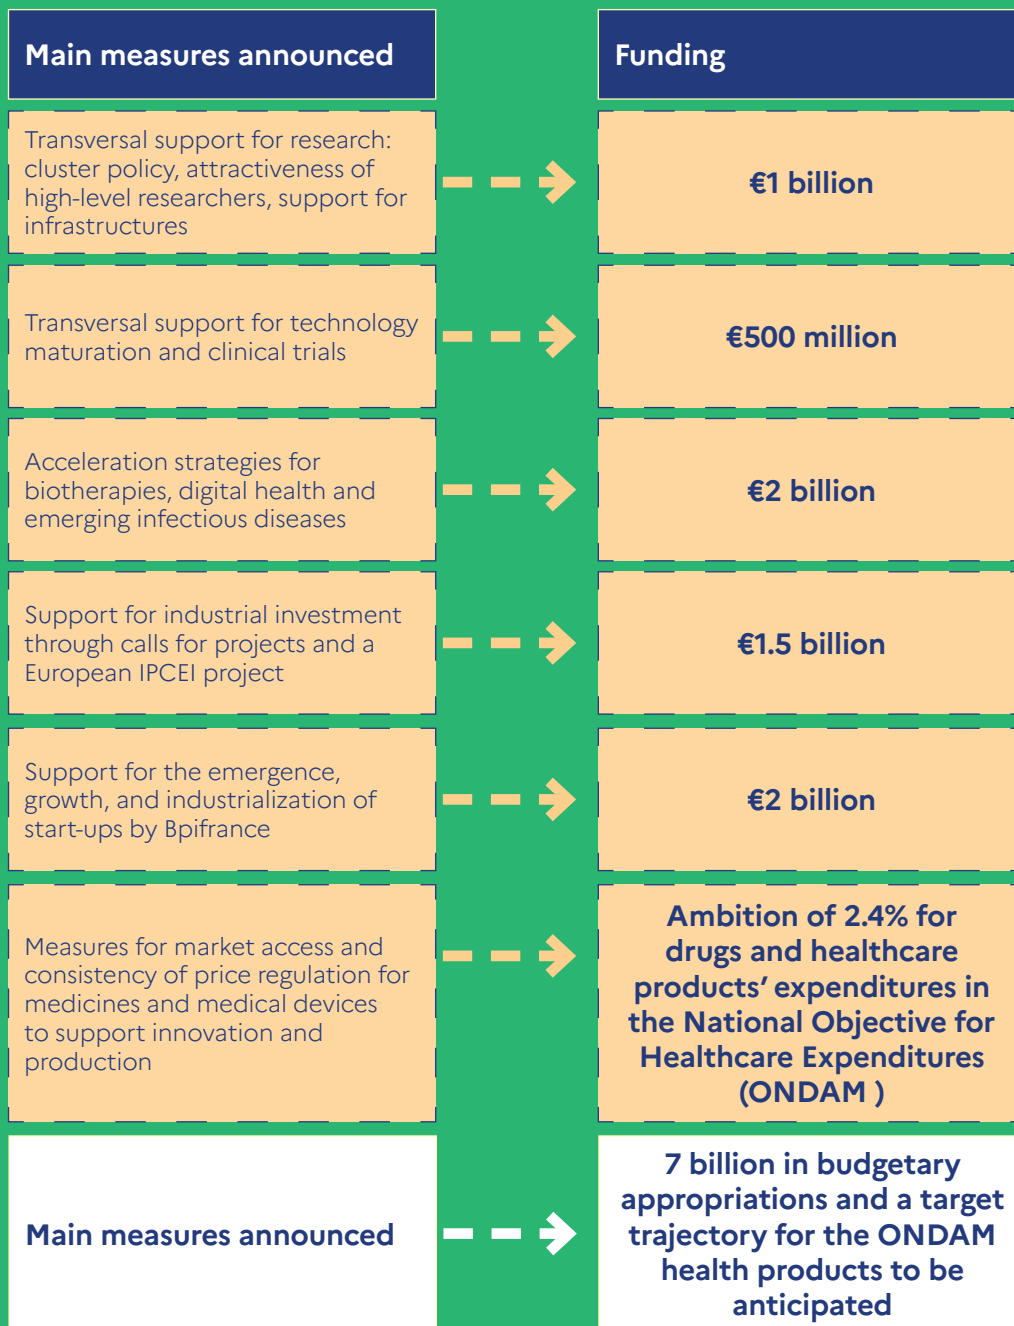 Main measures announced
Funding
Transversal support for research:
cluster policy, attractiveness of
high-level researchers, support for
infrastructures
€1 billion
Transversal support for technology
maturation and clinical trials
€500 million
Acceleration strategies for
biotherapies, digital health and
emerging infectious diseases
€2 billion
Support for industrial investment
through calls for projects and a
European IPCEI project
€1.5 billion
Support for the emergence,
growth, and industrialization of
start-ups by Bpifrance
€2 billion
Measures for market access and
consistency of price regulation for
medicines and medical devices
to support innovation and
production
Ambition of 2.4% for
drugs and healthcare
products’ expenditures in
the National Objective for
Healthcare Expenditures
(ONDAM )
Main measures announced
7 billion in budgetary
appropriations and a target
trajectory for the ONDAM
health products to be
anticipated